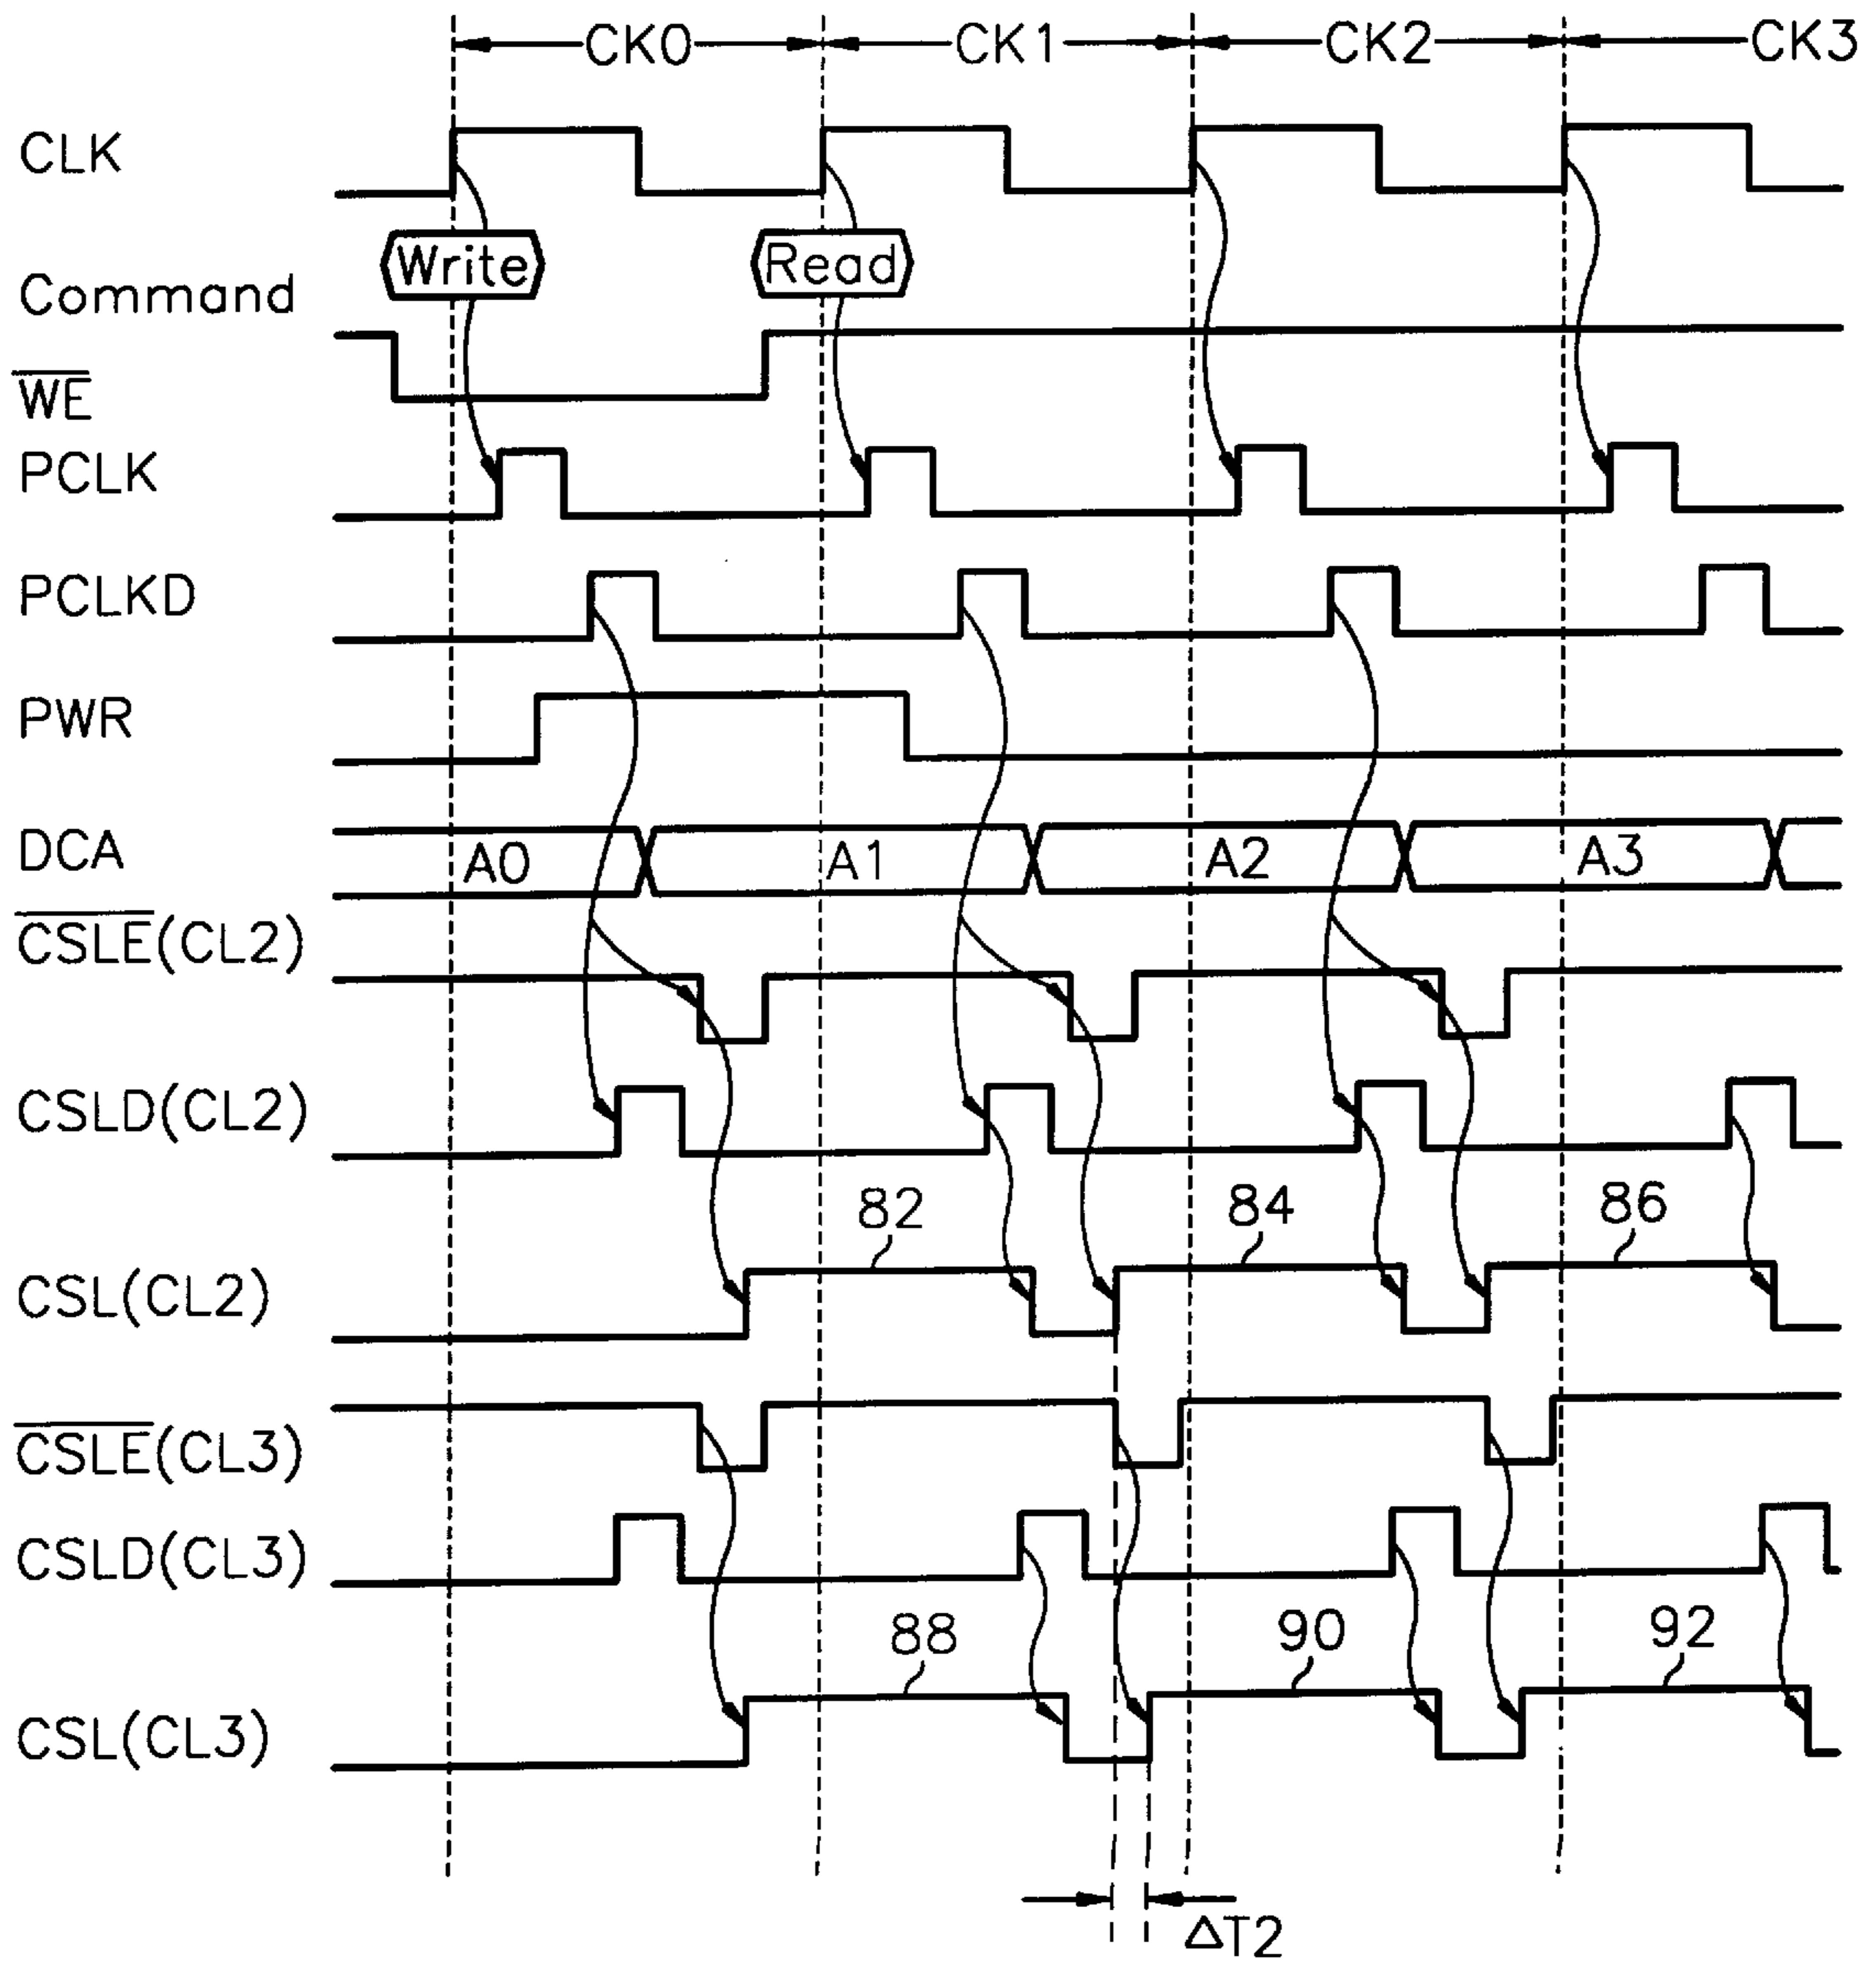 CK0 CK1 CK2 CK3
CLK
Write Read
Command
WE
PCLK
PCLKD
PWR
DCA A0 A1 A2 A3
CSLE(CL2)
CSLD(CL2)
82 84 86
CSL(CL2)
CSLE(CL3)
CSLD(CL3)
88 90 92
CSL(CL3)
ΔT2